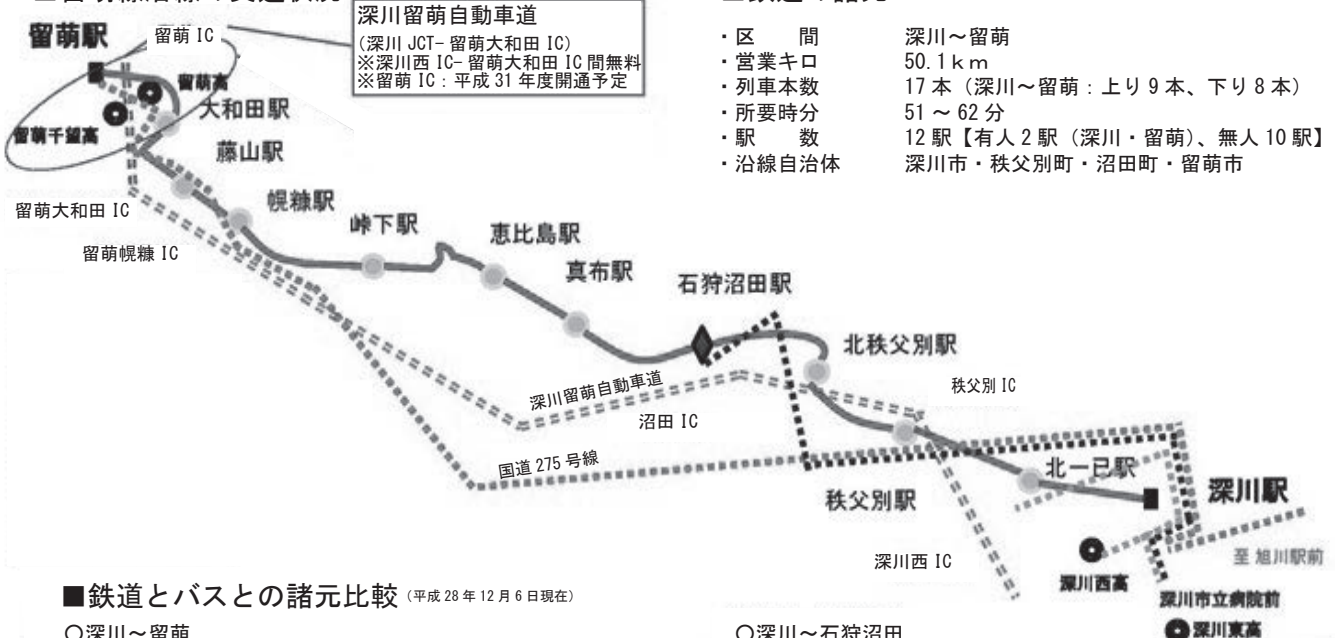 深川留萌自動車道
(深川 JCT- 留萌大和田 IC)
※深川西 IC- 留萌大和田 IC 間無料
※留萌 IC：平成 31 年度開通予定
・区　　間　　深川～留萌
・営業キロ　　50.1ｋｍ
・列車本数　　17 本（深川～留萌：上り 9 本、下り 8 本）
・所要時分　　51 ～ 62 分
・駅　　数　　12 駅【有人 2 駅（深川・留萌）、無人 10 駅】
・沿線自治体　　深川市・秩父別町・沼田町・留萌市
留萌駅
留萌 IC
留萌高
留萌千望高
大和田駅
藤山駅
留萌大和田 IC
留萌幌糠 IC
幌糠駅
峠下駅
恵比島駅
真布駅
石狩沼田駅
北秩父別駅
秩父別 IC
深川留萌自動車道
沼田 IC
国道 275 号線
秩父別駅
北一已駅
深川駅
深川西 IC
深川西高
至 旭川駅前
深川市立病院前
深川東高
■鉄道とバスとの諸元比較（平成 28 年 12 月 6 日現在）
○深川～留萌
○深川～石狩沼田